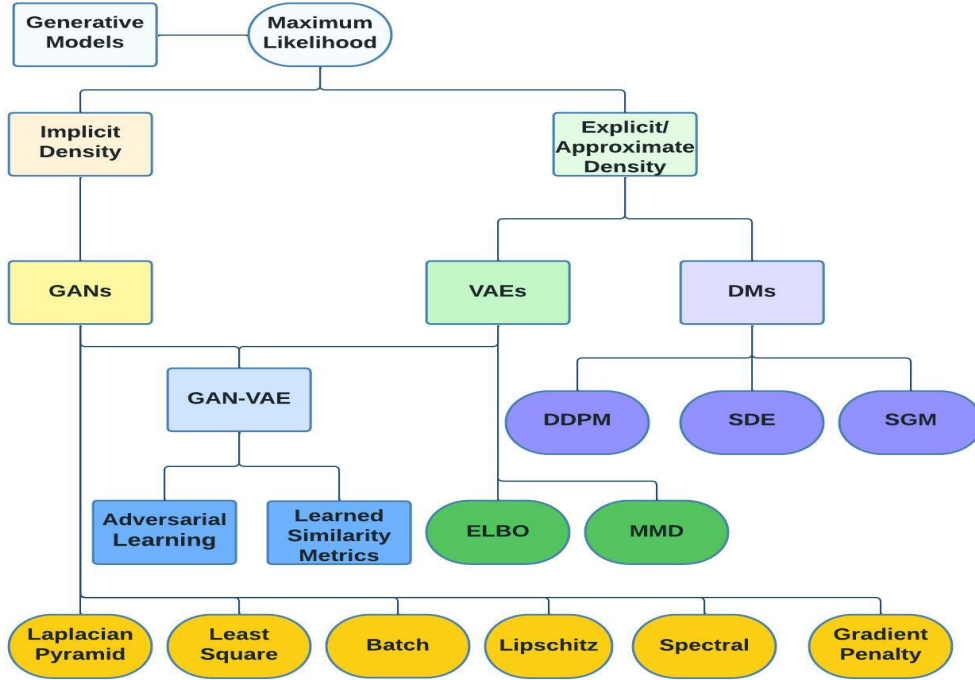 Generative
Models
Maximum
Likelihood
Implicit
Density
Explicit/
Approximate
Density
GANs
VAEs
DMs
GAN-VAE
DDPM
SDE
SGM
Adversarial
Learning
Learned
Similarity
Metrics
ELBO
MMD
Laplacian
Pyramid
Least
Square
Batch
Lipschitz
Spectral
Gradient
Penalty